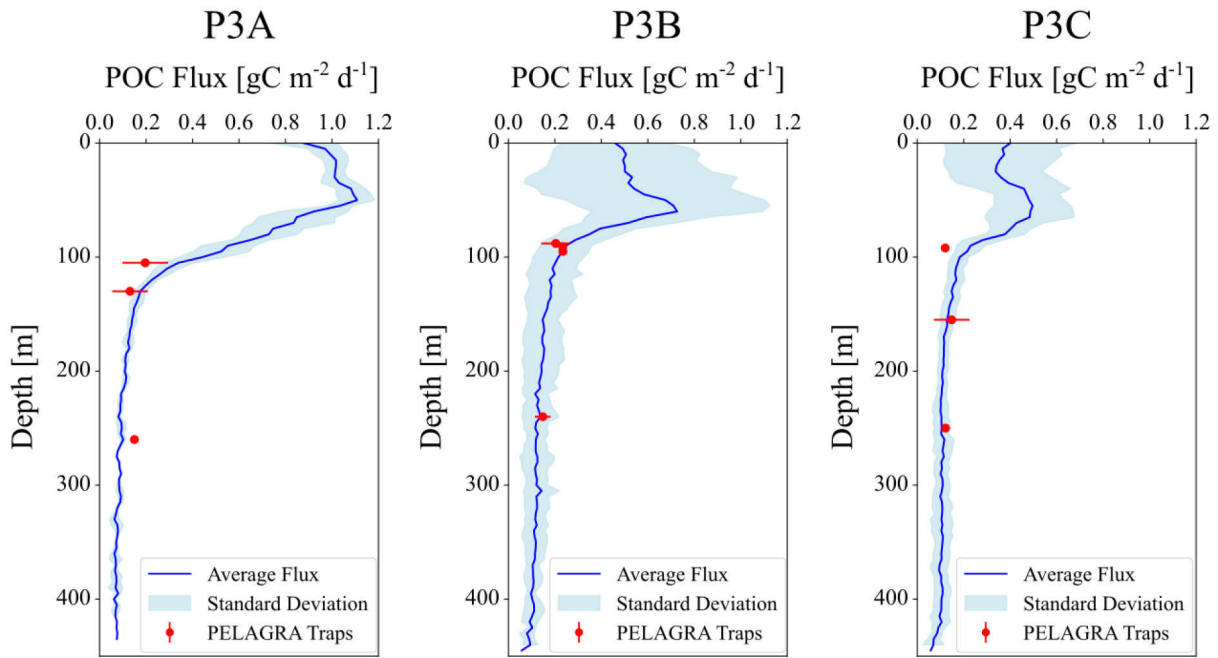 P3A
POC Flux [gC m⁻² d⁻¹]
0.0 0.2 0.4 0.6 0.8 1.0 1.2
0
100
200
300
400
Depth [m]
Average Flux
Standard Deviation
PELAGRA Traps
P3B
POC Flux [gC m⁻² d⁻¹]
0.0 0.2 0.4 0.6 0.8 1.0 1.2
0
100
200
300
400
Depth [m]
Average Flux
Standard Deviation
PELAGRA Traps
P3C
POC Flux [gC m⁻² d⁻¹]
0.0 0.2 0.4 0.6 0.8 1.0 1.2
0
100
200
300
400
Depth [m]
Average Flux
Standard Deviation
PELAGRA Traps